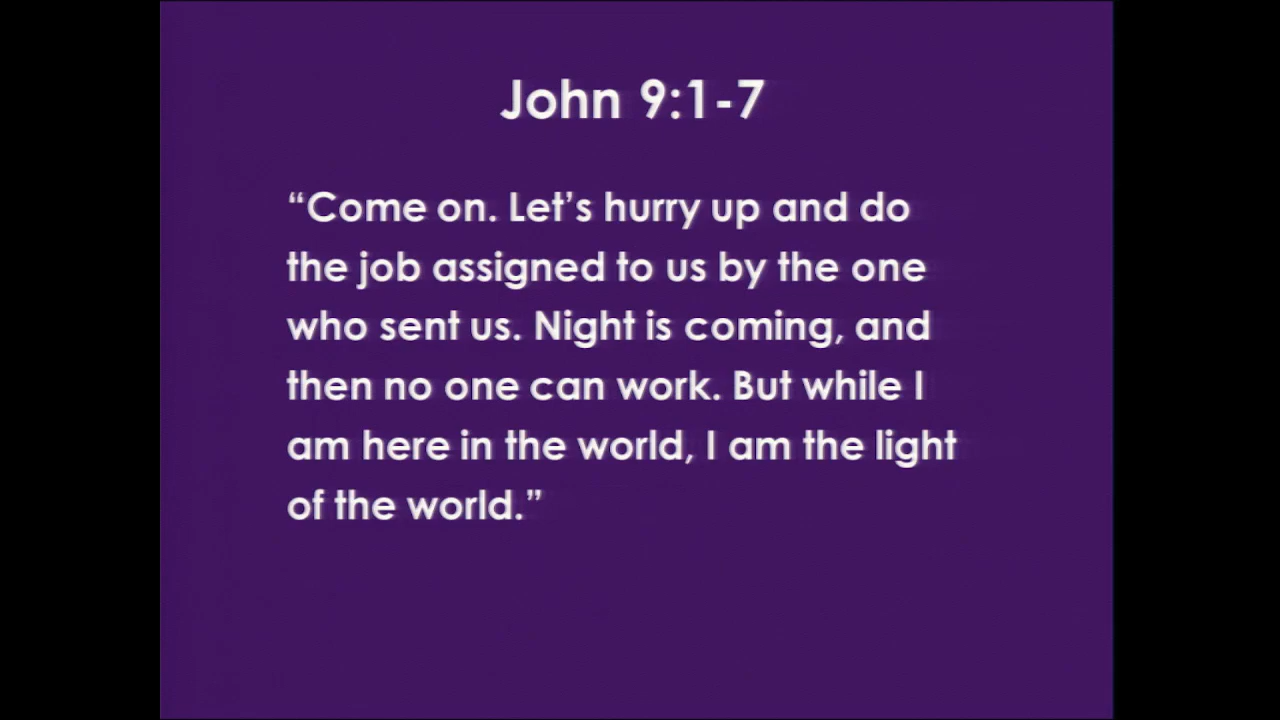 John 9:1-7
“Come on. Let’s hurry up and do
the job assigned to us by the one
who sent us. Night is coming, and
then no one can work. But while I
am here in the world, I am the light
of the world.”